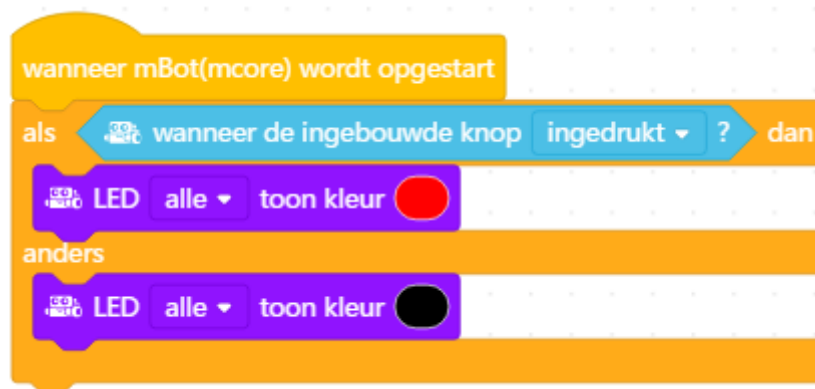 wanneer mBot(mcore) wordt opgestart
als wanneer de ingebouwde knop ingedrukt ? dan
LED alle toon kleur
anders
LED alle toon kleur